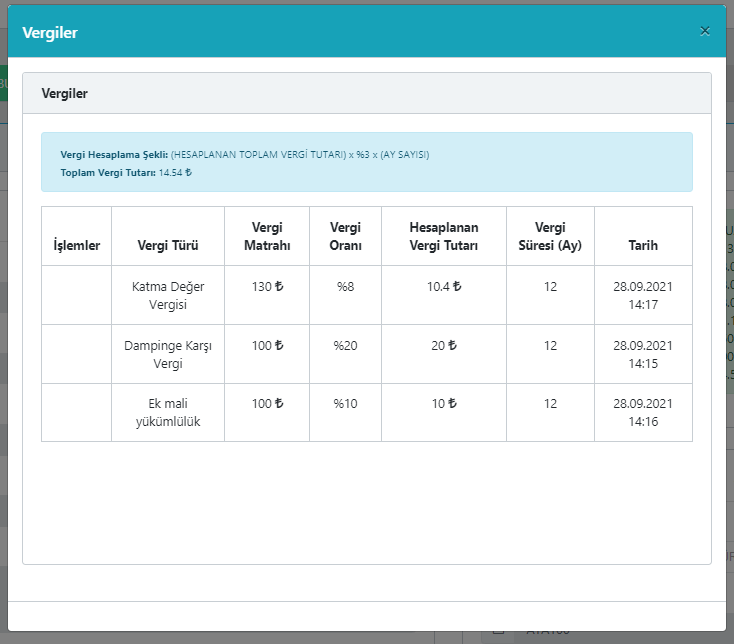 Vergiler
×
Vergiler
Vergi Hesaplama Şekli: (HESAPLANAN TOPLAM VERGİ TUTARI) x %3 x (AY SAYISI)
Toplam Vergi Tutarı: 14.54 ₺
İşlemler Vergi Türü Vergi Matrahı Vergi Oranı Hesaplanan Vergi Tutarı Vergi Süresi (Ay) Tarih
Katma Değer Vergisi 130 ₺ %8 10.4 ₺ 12 28.09.2021 14:17
Dampinge Karşı Vergi 100 ₺ %20 20 ₺ 12 28.09.2021 14:15
Ek mali yükümlülük 100 ₺ %10 10 ₺ 12 28.09.2021 14:16